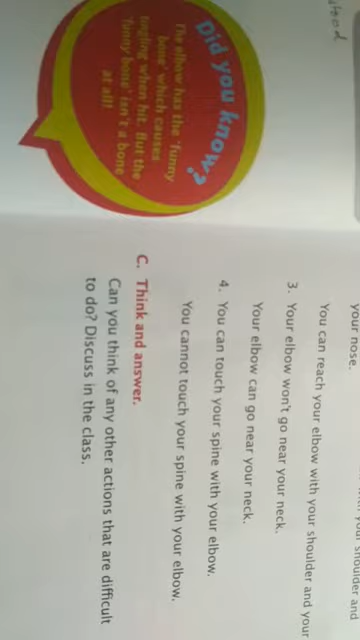 your nose.
You can reach your elbow with your shoulder and your
3. Your elbow won't go near your neck.
Your elbow can go near your neck.
4. You can touch your spine with your elbow.
You cannot touch your spine with your elbow.
C. Think and answer.
Can you think of any other actions that are difficult
to do? Discuss in the class.
Did you know?
The elbow has the 'funny
bone' which causes
tingling when hit. But the
'funny bone' isn't a bone
at all!